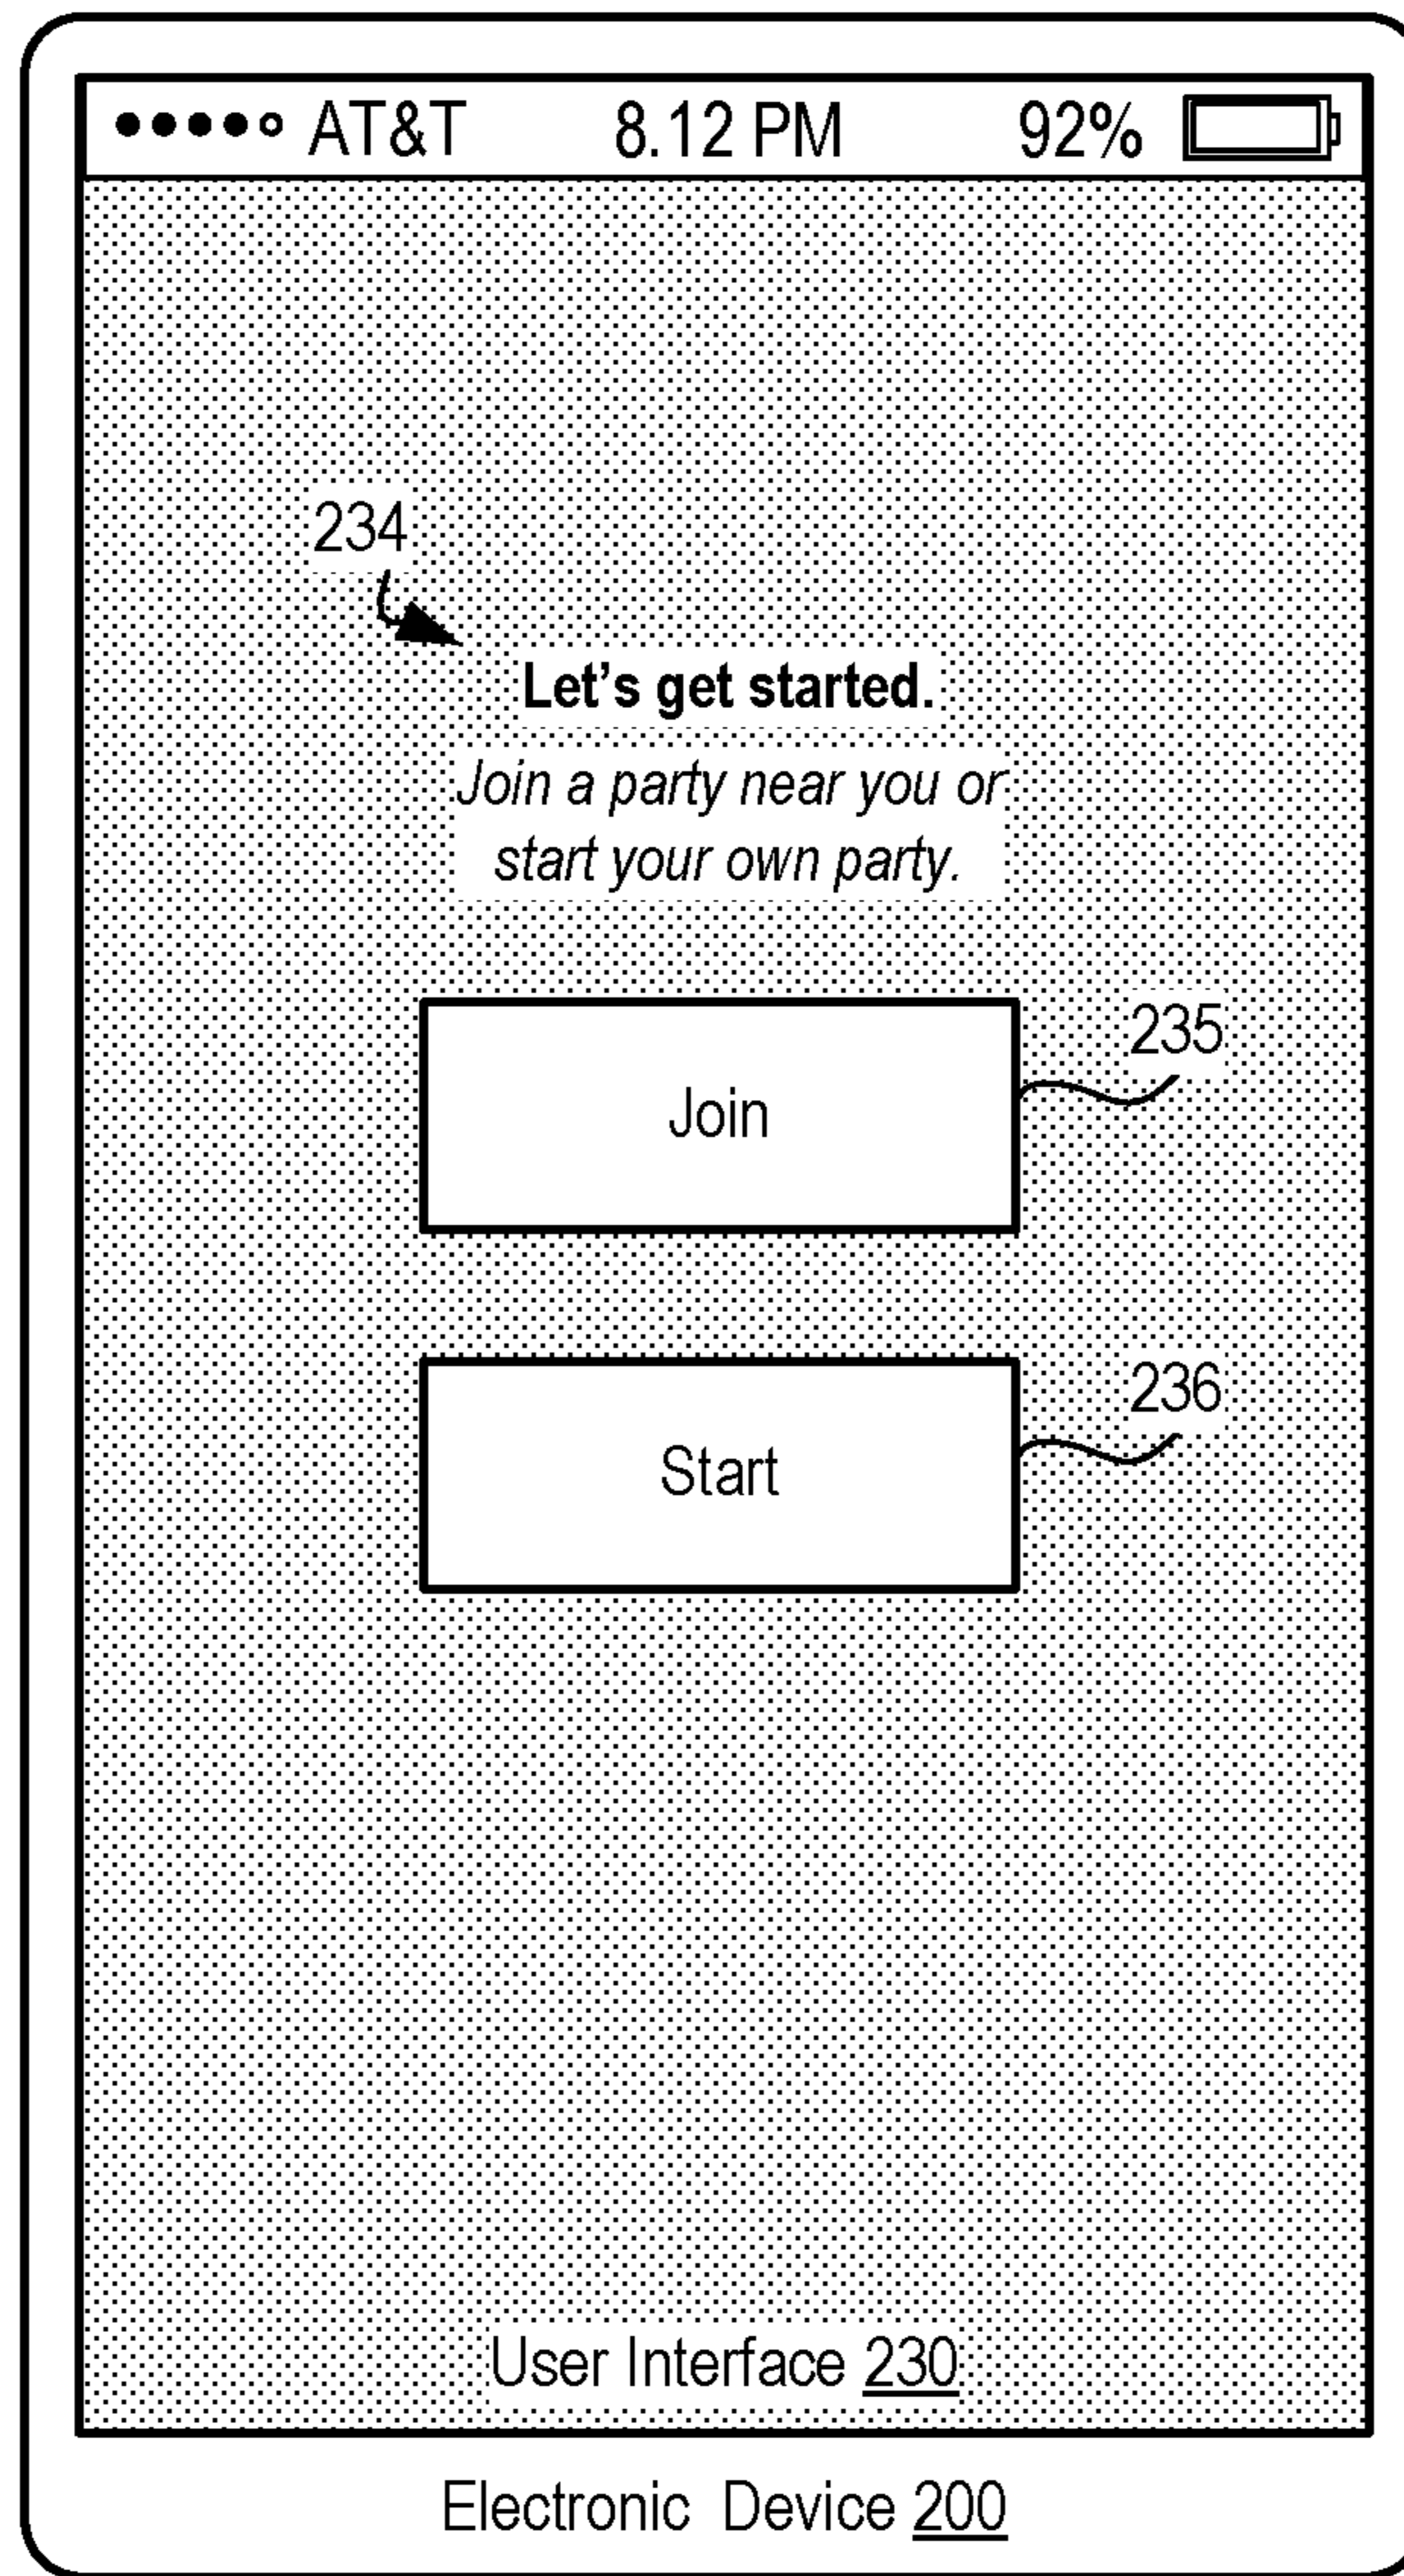 AT&T 8.12 PM 92%
234
Let's get started.
Join a party near you or
start your own party.
235
Join
236
Start
User Interface 230
Electronic Device 200